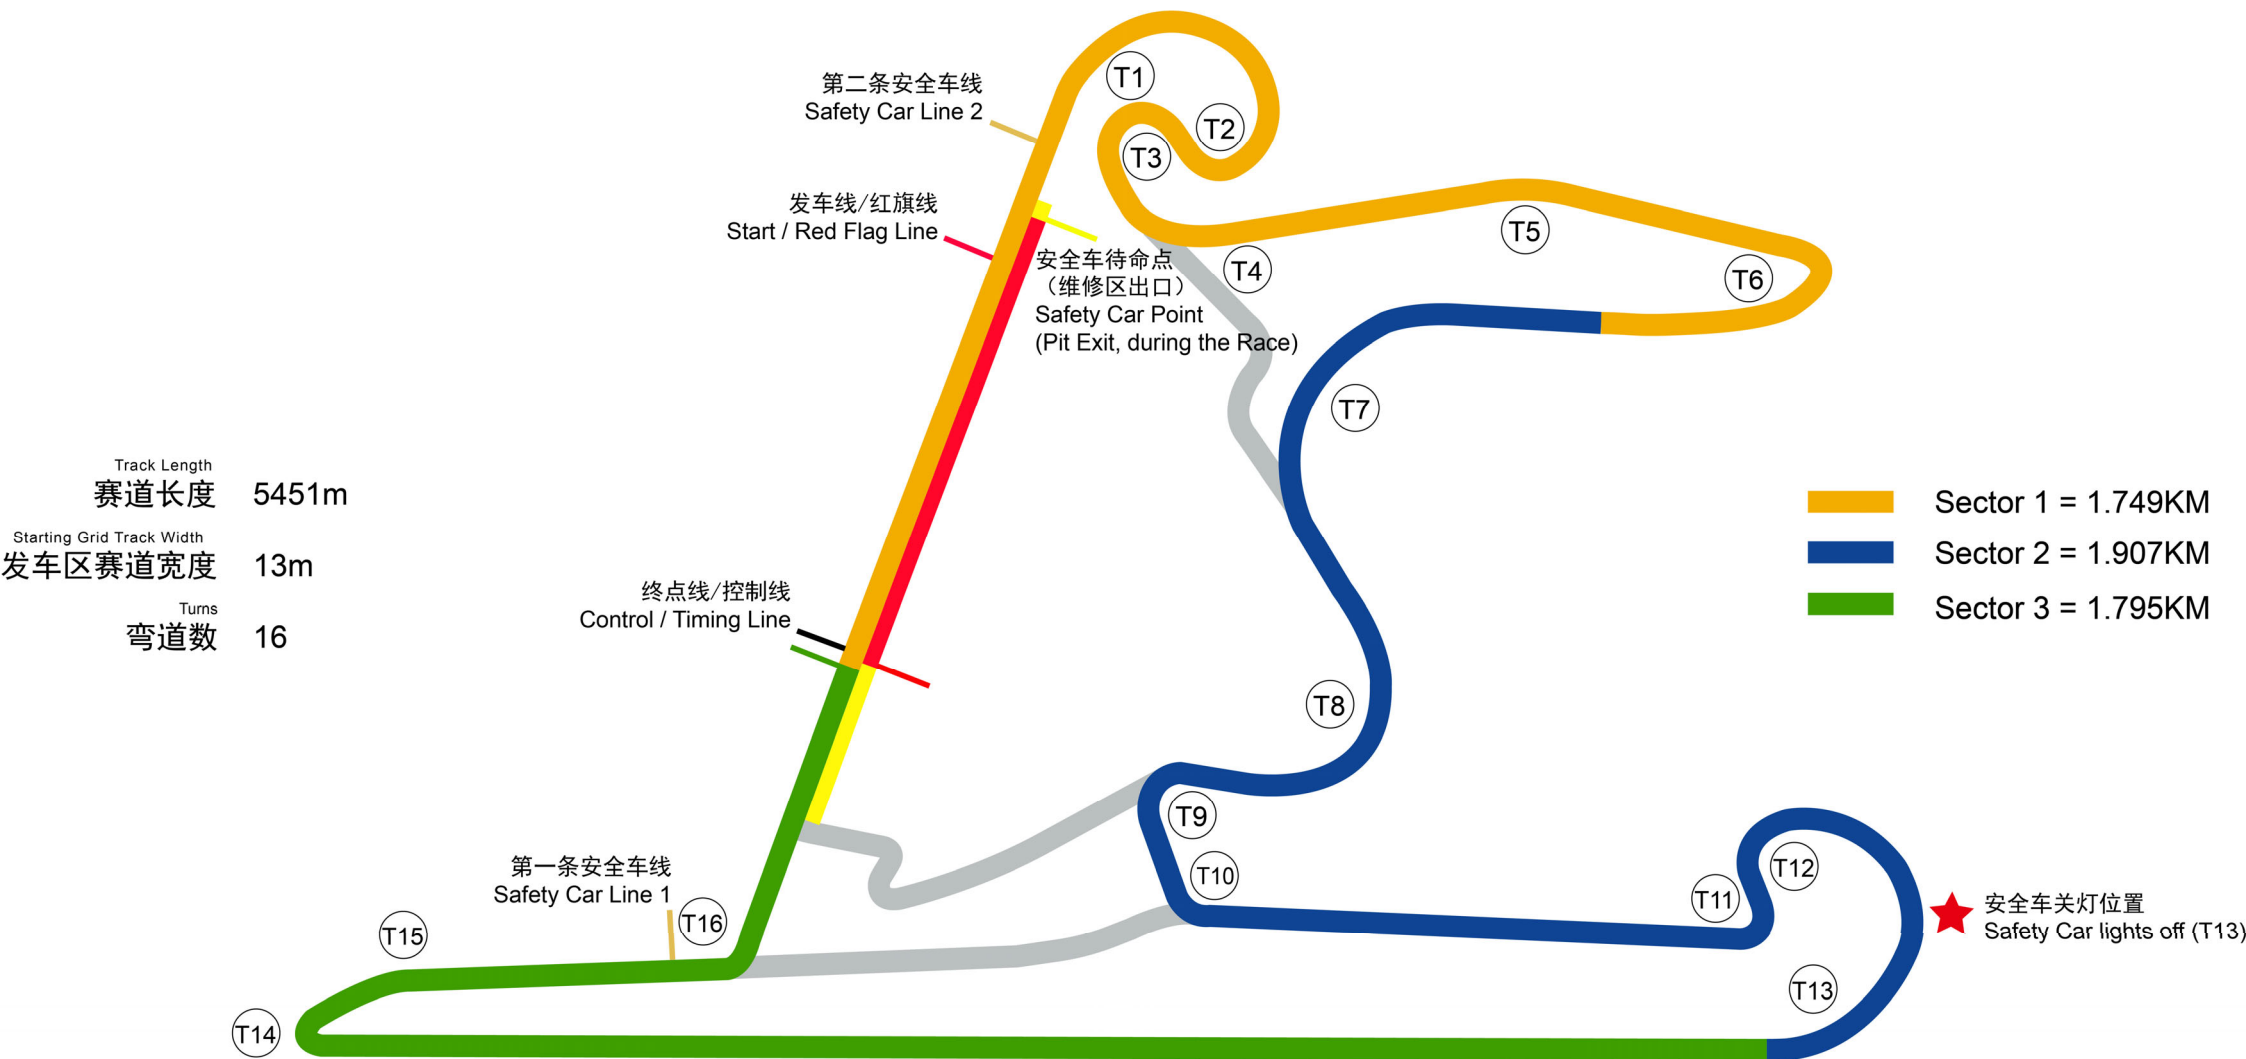 T1
第二条安全车线
Safety Car Line 2
T2
T3
发车线/红旗线
Start / Red Flag Line
T5
安全车待命点
（维修区出口）
Safety Car Point
(Pit Exit, during the Race)
T4
T6
T7
Track Length
赛道长度 5451m
Starting Grid Track Width
发车区赛道宽度 13m
Turns
弯道数 16
Sector 1 = 1.749KM
Sector 2 = 1.907KM
Sector 3 = 1.795KM
终点线/控制线
Control / Timing Line
T8
T9
T10
第一条安全车线
Safety Car Line 1
T16
T15
T14
T11
T12
安全车关灯位置
Safety Car lights off (T13)
T13